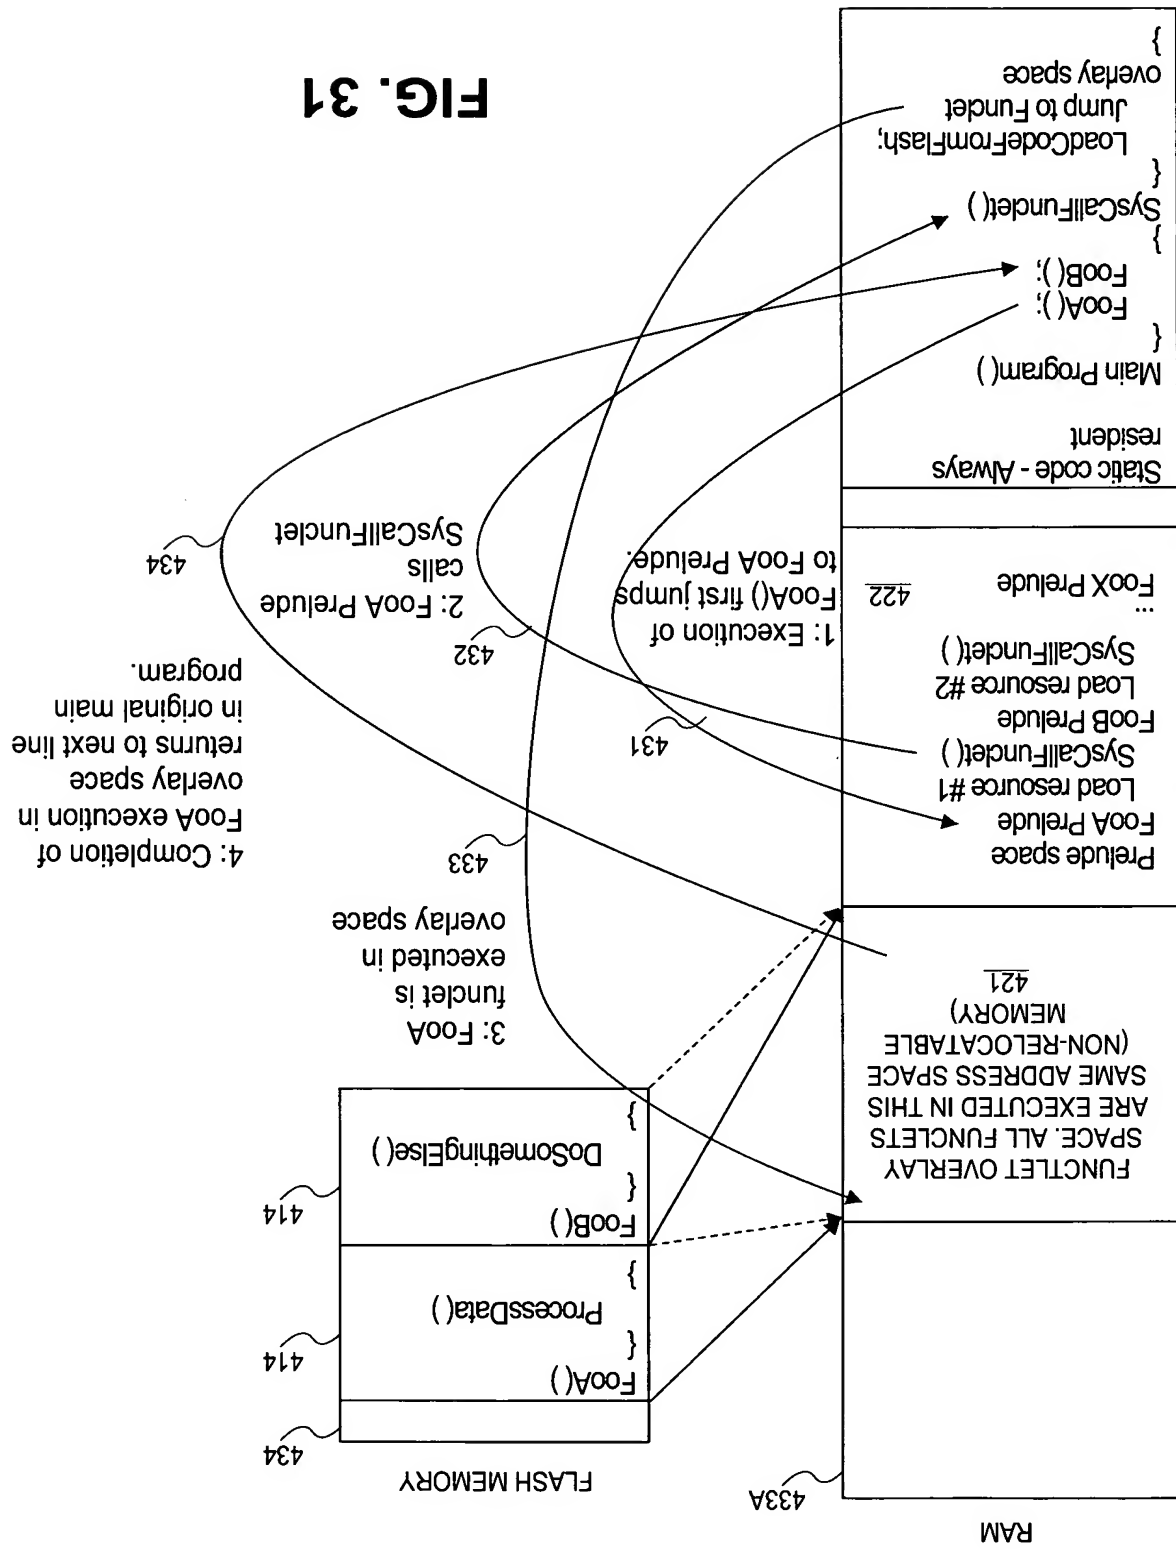 RAM
433A
FUNCTLET OVERLAY
SPACE. ALL FUNCLETS
ARE EXECUTED IN THIS
SAME ADDRESS SPACE
(NON-RELOCATABLE
MEMORY)
421
Prelude space
FooA Prelude
Load resource #1
SysCallFunclet( )
FooB Prelude
Load resource #2
SysCallFunclet( )
...
FooX Prelude
422
Static code - Always
resident
Main Program( )
{
FooA( );
FooB( );
}
SysCallFunclet( )
{
LoadCodeFromFlash;
Jump to Funclet
overlay space
}
FLASH MEMORY
434
FooA( )
{
ProcessData( )
}
414
FooB( )
{
DoSomethingElse( )
}
414
3: FooA
funclet is
executed in
overlay space
433
4: Completion of
FooA execution in
overlay space
returns to next line
in original main
program.
431
1: Execution of
FooA() first jumps
to FooA Prelude.
432
2: FooA Prelude
calls
SysCallFunclet
434
FIG. 31